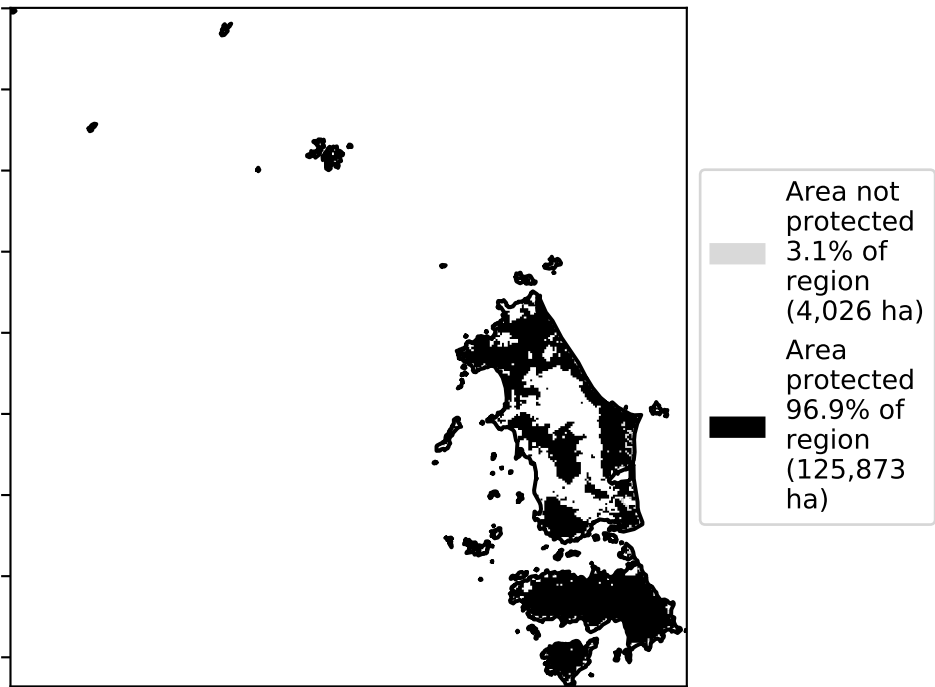 Area not
protected
3.1% of
region
(4,026 ha)
Area
protected
96.9% of
region
(125,873
ha)